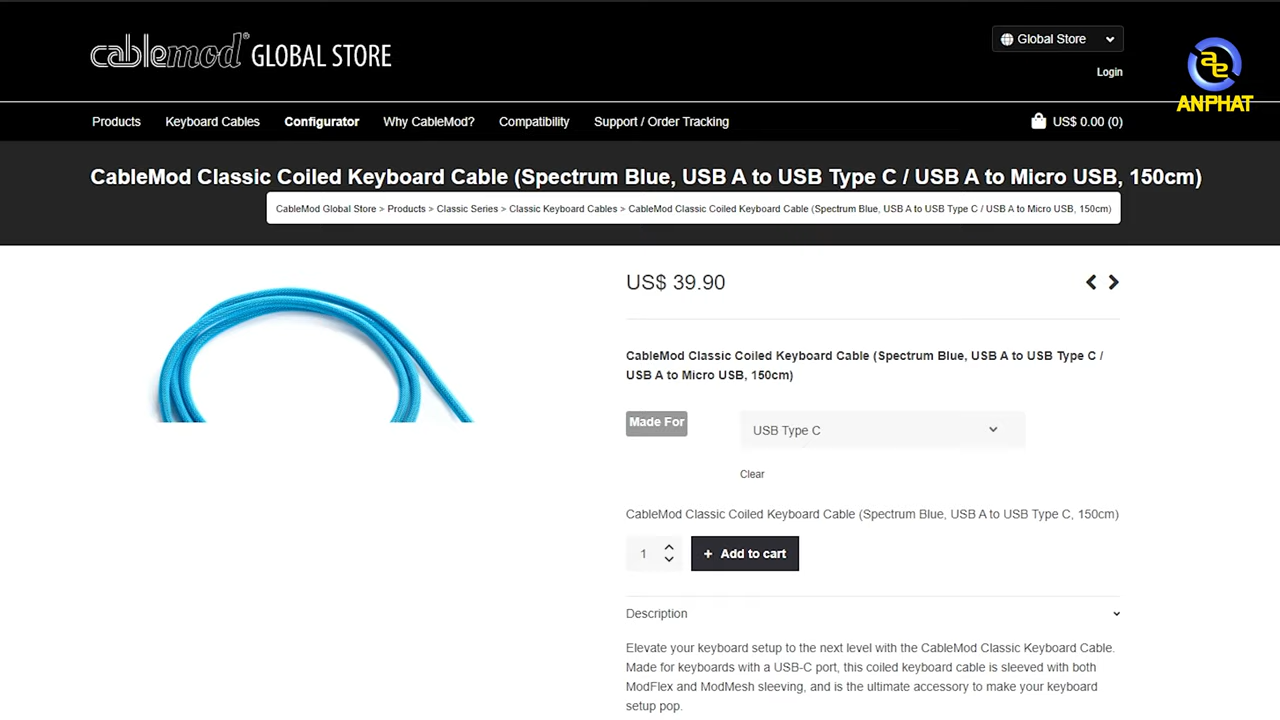 cablemod® GLOBAL STORE
Global Store
Login
ae
ANPHAT
Products Keyboard Cables Configurator Why CableMod? Compatibility Support / Order Tracking US$ 0.00 (0)
CableMod Classic Coiled Keyboard Cable (Spectrum Blue, USB A to USB Type C / USB A to Micro USB, 150cm)
CableMod Global Store > Products > Classic Series > Classic Keyboard Cables > CableMod Classic Coiled Keyboard Cable (Spectrum Blue, USB A to USB Type C / USB A to Micro USB, 150cm)
US$ 39.90
CableMod Classic Coiled Keyboard Cable (Spectrum Blue, USB A to USB Type C /
USB A to Micro USB, 150cm)
Made For
USB Type C
Clear
CableMod Classic Coiled Keyboard Cable (Spectrum Blue, USB A to USB Type C, 150cm)
1
+ Add to cart
Description
Elevate your keyboard setup to the next level with the CableMod Classic Keyboard Cable.
Made for keyboards with a USB-C port, this coiled keyboard cable is sleeved with both
ModFlex and ModMesh sleeving, and is the ultimate accessory to make your keyboard
setup pop.